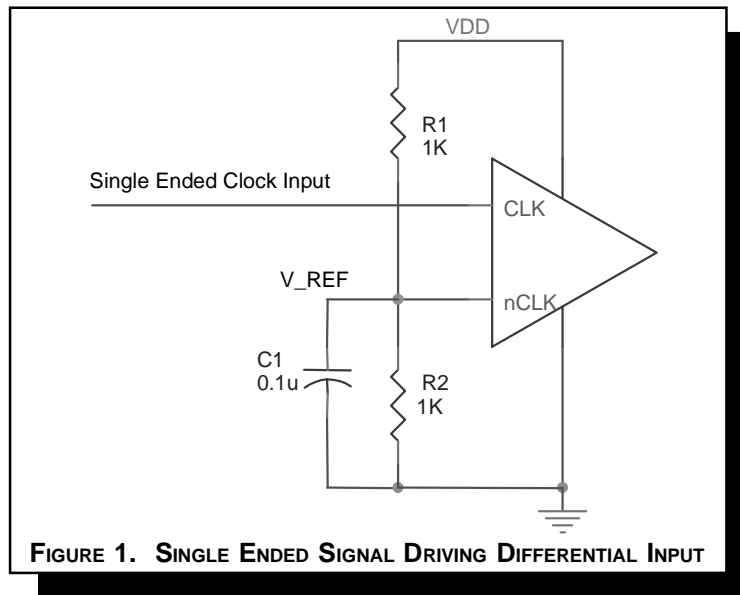 VDD
R1
1K
Single Ended Clock Input
CLK
V_REF
nCLK
C1
0.1u
R2
1K
FIGURE 1. SINGLE ENDED SIGNAL DRIVING DIFFERENTIAL INPUT